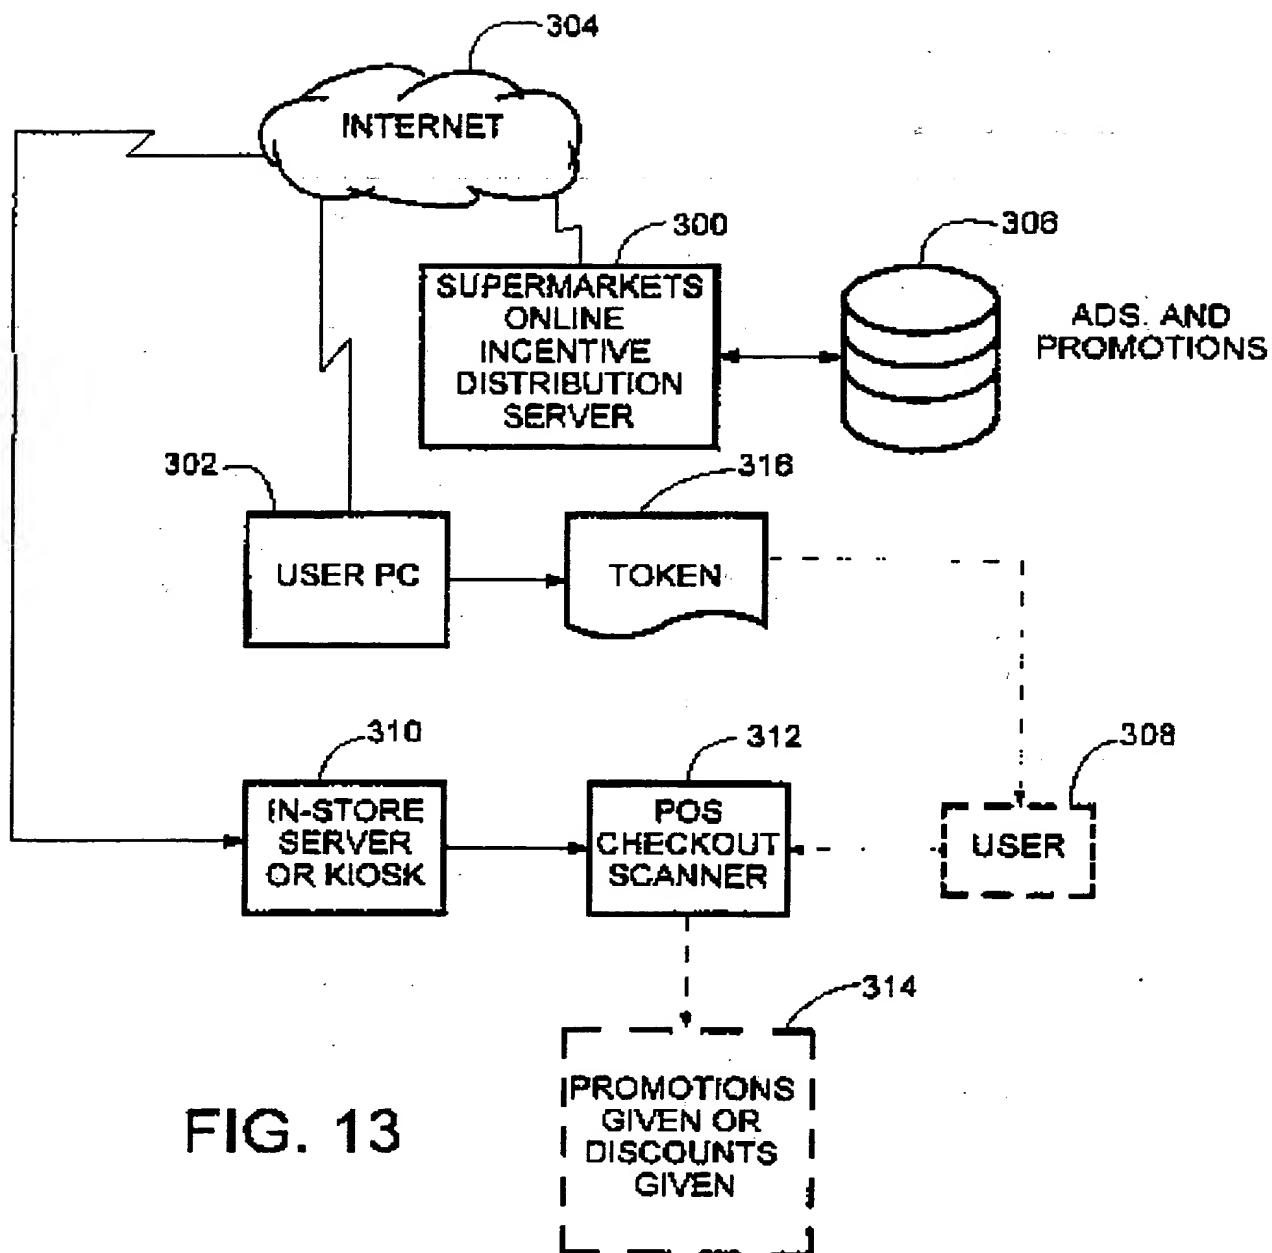 304
INTERNET
300
306
SUPERMARKETS
ONLINE
INCENTIVE
DISTRIBUTION
SERVER
ADS. AND
PROMOTIONS
302
316
USER PC
TOKEN
310
312
308
IN-STORE
SERVER
OR KIOSK
POS
CHECKOUT
SCANNER
USER
314
PROMOTIONS
GIVEN OR
DISCOUNTS
GIVEN
FIG. 13